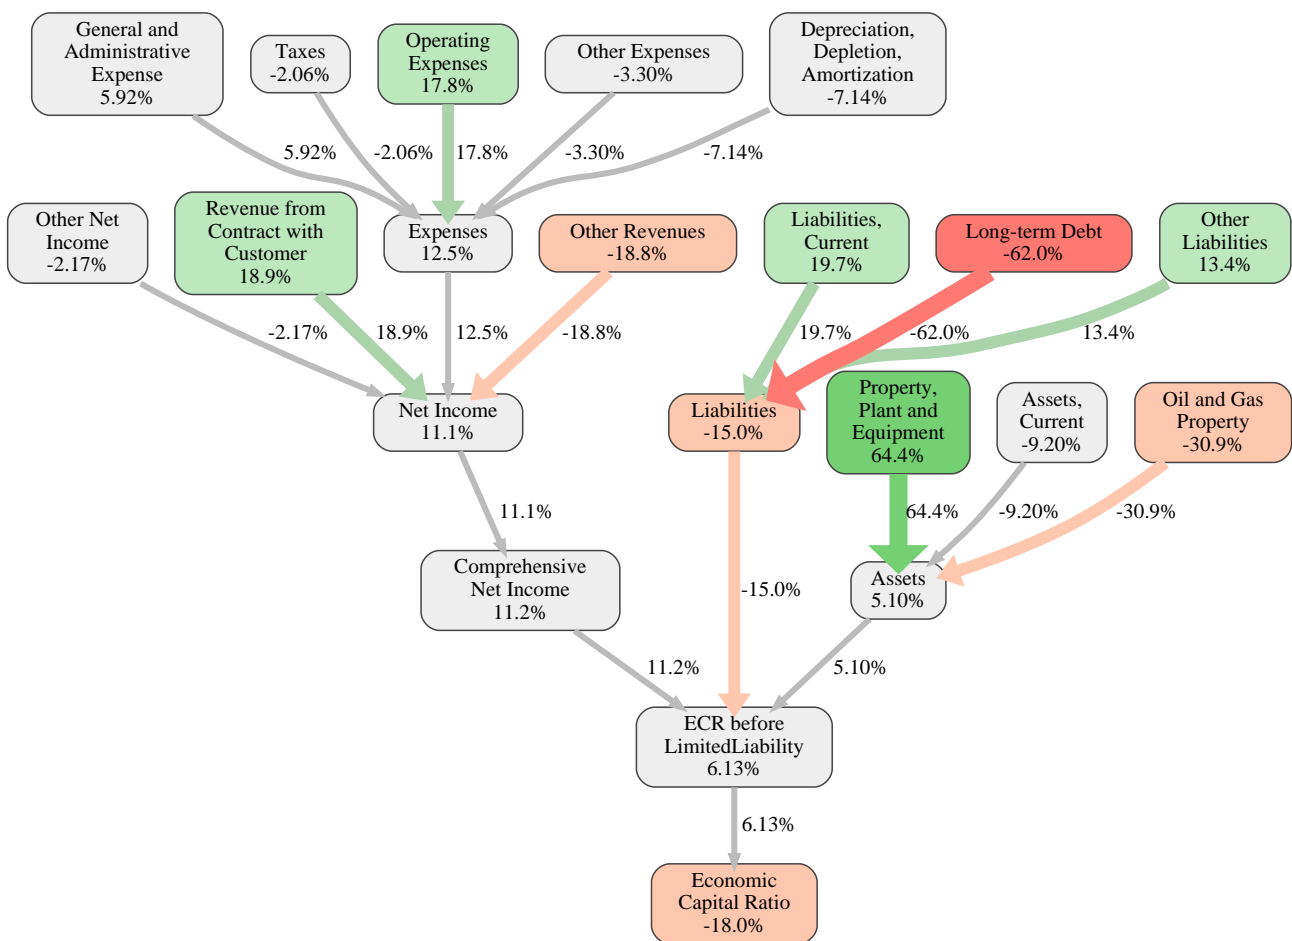 General and
Administrative
Expense
5.92%
Taxes
-2.06%
Operating
Expenses
17.8%
Other Expenses
-3.30%
Depreciation,
Depletion,
Amortization
-7.14%
5.92%
-2.06%
17.8%
-3.30%
-7.14%
Other Net
Income
-2.17%
Revenue from
Contract with
Customer
18.9%
Expenses
12.5%
Other Revenues
-18.8%
Liabilities,
Current
19.7%
Long-term Debt
-62.0%
Other
Liabilities
13.4%
-2.17%
18.9%
12.5%
-18.8%
19.7%
-62.0%
13.4%
Net Income
11.1%
Liabilities
-15.0%
Property,
Plant and
Equipment
64.4%
Assets,
Current
-9.20%
Oil and Gas
Property
-30.9%
11.1%
64.4%
-9.20%
-30.9%
Comprehensive
Net Income
11.2%
-15.0%
Assets
5.10%
11.2%
5.10%
ECR before
LimitedLiability
6.13%
6.13%
Economic
Capital Ratio
-18.0%